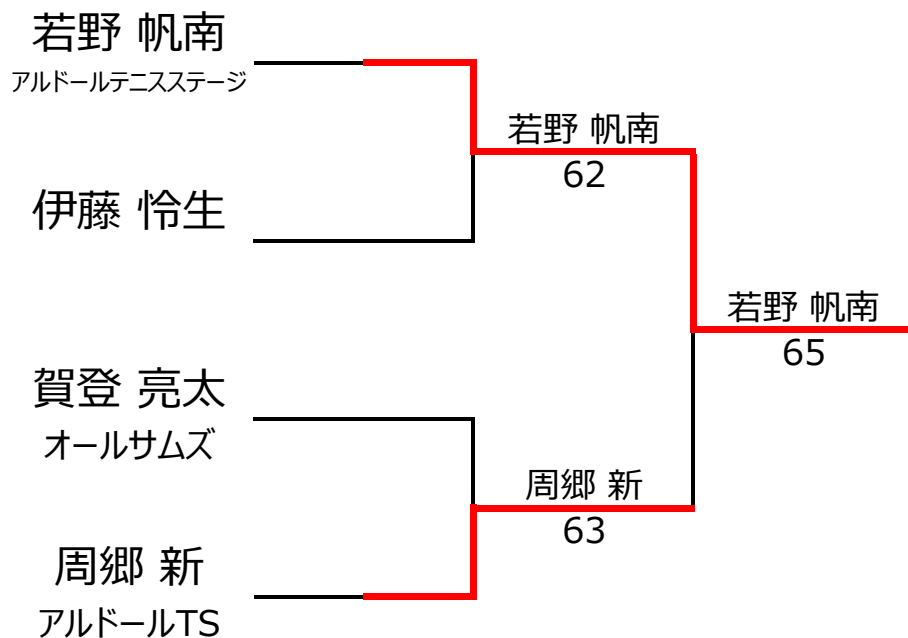 若野 帆南
アルドールテニスステージ
若野 帆南
62
伊藤 怜生
若野 帆南
65
賀登 亮太
オールサムズ
周郷 新
63
周郷 新
アルドールTS